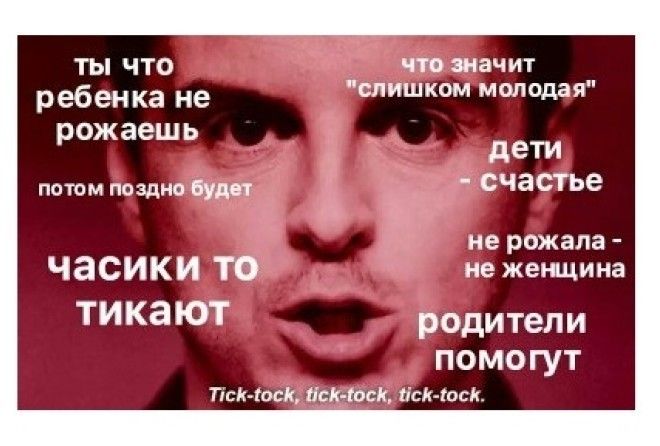 ты что
ребенка не
рожаешь
что значит
"слишком молодая"
потом поздно будет
дети
- счастье
не рожала -
не женщина
часики то
тикают
родители
помогут
Tick-tock, tick-tock, tick-tock.